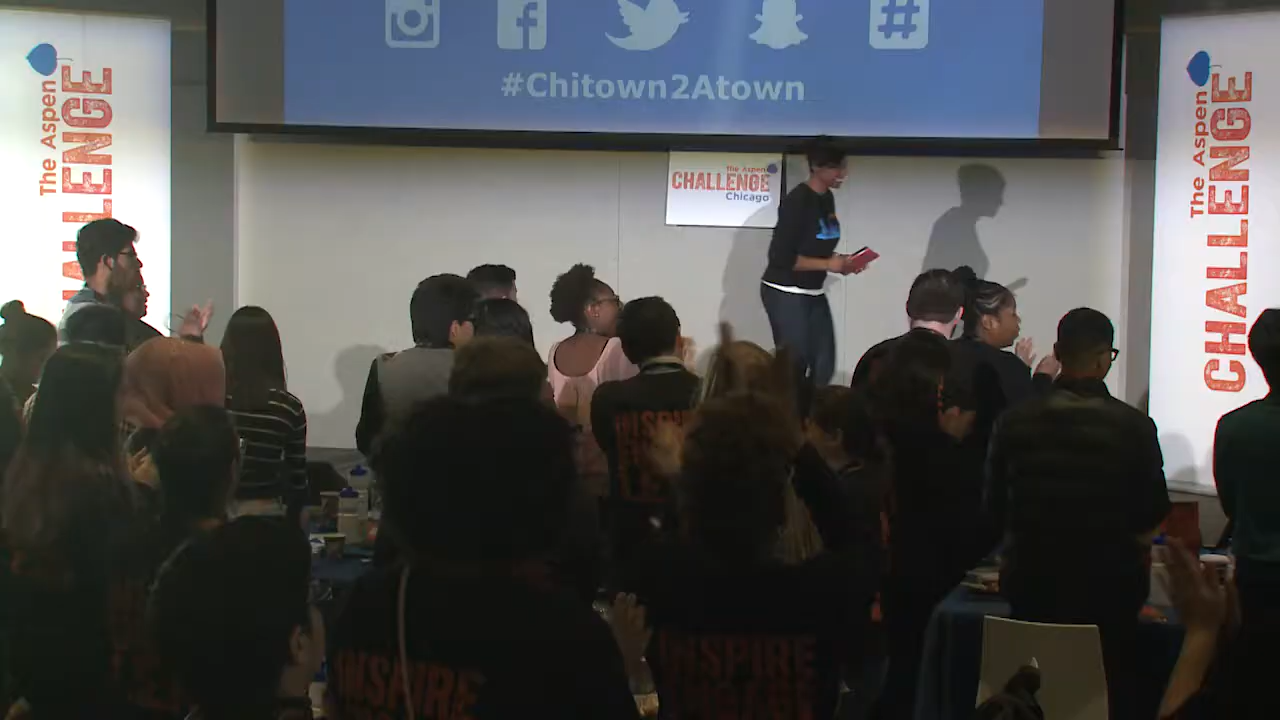 #
#Chitown2Atown
The Aspen
CHALLENGE
The Aspen
CHALLENGE
Chicago
The Aspen
CHALLENGE
INSPIRE
INSPIRE